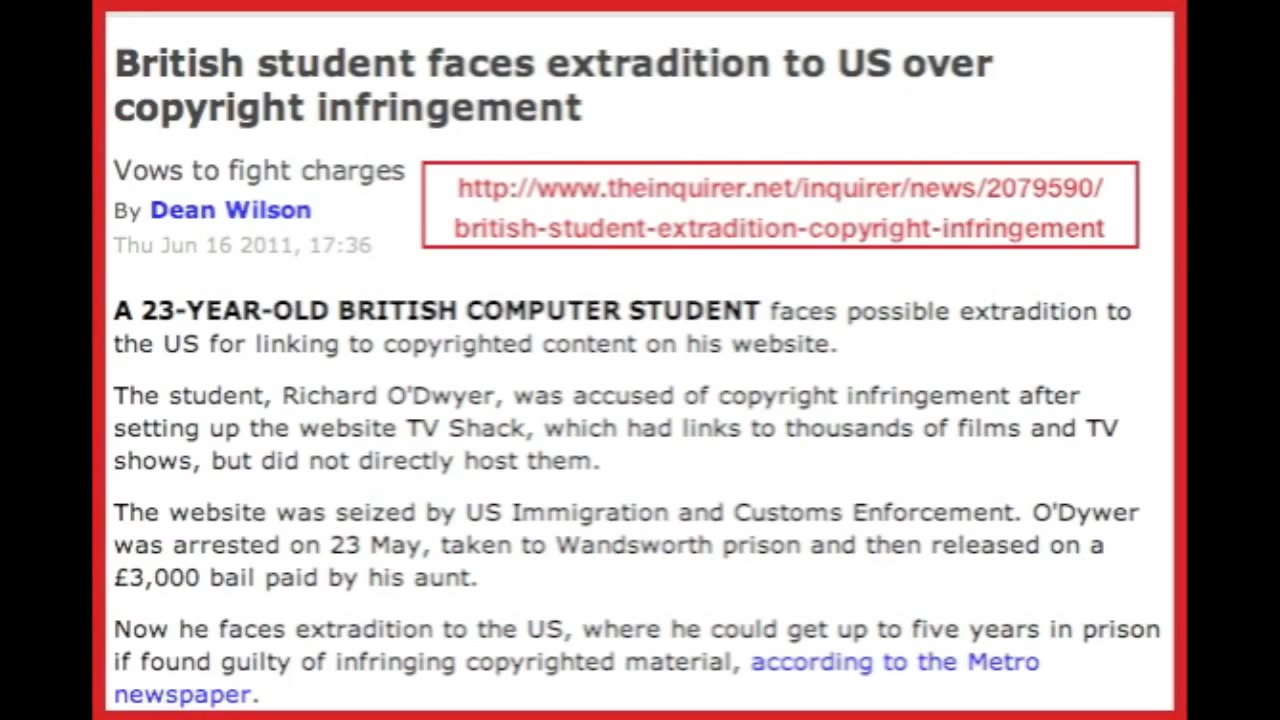 British student faces extradition to US over
copyright infringement
Vows to fight charges
By Dean Wilson
Thu Jun 16 2011, 17:36
http://www.theinquirer.net/inquirer/news/2079590/
british-student-extradition-copyright-infringement
A 23-YEAR-OLD BRITISH COMPUTER STUDENT faces possible extradition to
the US for linking to copyrighted content on his website.
The student, Richard O'Dwyer, was accused of copyright infringement after
setting up the website TV Shack, which had links to thousands of films and TV
shows, but did not directly host them.
The website was seized by US Immigration and Customs Enforcement. O'Dywer
was arrested on 23 May, taken to Wandsworth prison and then released on a
£3,000 bail paid by his aunt.
Now he faces extradition to the US, where he could get up to five years in prison
if found guilty of infringing copyrighted material, according to the Metro
newspaper.